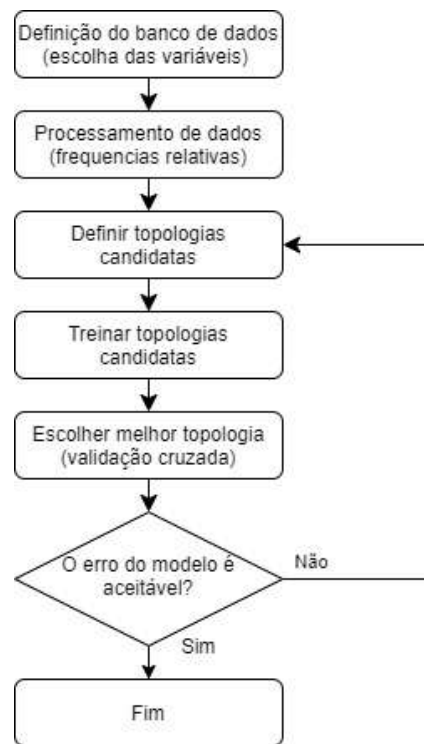 Definição do banco de dados
(escolha das variáveis)
Processamento de dados
(frequencias relativas)
Definir topologias
candidatas
Treinar topologias
candidatas
Escolher melhor topologia
(validação cruzada)
O erro do modelo é
aceitável?
Não
Sim
Fim